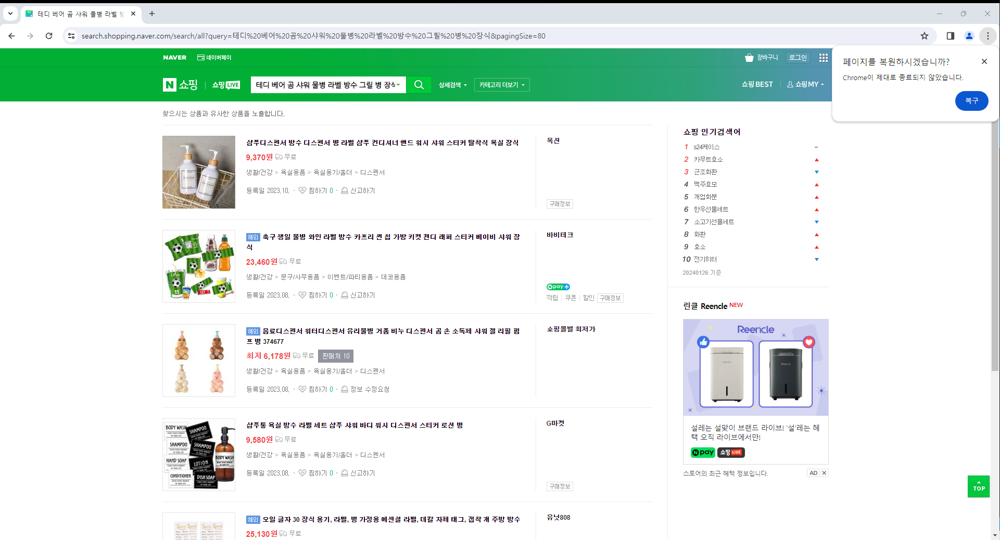 테디 베어 곰 샤워 물병 라벨 방
search.shopping.naver.com/search/all?query=테디%20베어%20곰%20샤워%20물병%20라벨%20방수%20그릴%20병%20장식&pagingSize=80
NAVER 네이버페이
장바구니 로그인
N 쇼핑 쇼핑LIVE
테디 베어 곰 샤워 물병 라벨 방수 그릴 병 장식
상세검색 카테고리 더보기
쇼핑BEST 쇼핑MY
페이지를 복원하시겠습니까?
Chrome이 제대로 종료되지 않았습니다.
복구
찾으시는 상품과 유사한 상품을 노출합니다.
샴푸디스펜서 방수 디스펜서 병 라벨 샴푸 컨디셔너 핸드 워시 샤워 스티커 탈착식 욕실 장식
9,370원 무료
생활/건강 > 욕실용품 > 욕실용기/홀더 > 디스펜서
등록일 2023.10. · 찜하기 0 · 신고하기
옥션
구매정보
해외 축구 생일 물병 와인 라벨 방수 카프리 썬 칩 가방 키캣 캔디 래퍼 스티커 베이비 샤워 장
식
23,460원 무료
생활/건강 > 문구/사무용품 > 이벤트/파티용품 > 데코용품
등록일 2023.08. · 찜하기 0 · 신고하기
바비테크
N pay+
적립 쿠폰 할인 구매정보
해외 음료디스펜서 워터디스펜서 유리물병 거품 비누 디스펜서 곰 손 소독제 샤워 젤 리필 펌
프 병 374677
최저 6,178원 무료 판매처 10
생활/건강 > 욕실용품 > 욕실용기/홀더 > 디스펜서
등록일 2023.08. · 찜하기 0 · 정보 수정요청
쇼핑몰별 최저가
BODY WASH
SHAMPOO
SHAMPOO
SHAMPOO
HAND SOAP
LOTION
BODY WASH
CONDITIONER
DISH SOAP
샴푸통 욕실 방수 라벨 세트 샴푸 샤워 바디 워시 디스펜서 스티커 로션 병
9,580원 무료
생활/건강 > 욕실용품 > 욕실용기/홀더 > 디스펜서
등록일 2023.08. · 찜하기 0 · 신고하기
G마켓
구매정보
해외 오일 글자 30 장식 용기, 라벨, 병 가정용 에센셜 라벨, 데칼 자체 태그, 접착 개 주방 방수
25,130원 무료
유닛808
쇼핑 인기검색어
1 s24케이스
2 카무트효소
3 근조화환
4 맥주효모
5 개업화분
6 한우선물세트
7 소고기선물세트
8 화환
9 효소
10 전기히터
20240126 기준
린클 Reencle NEW
Reencle
설레는 설맞이 브랜드 라이브! '설'레는 혜
택 오직 라이브에서만!
N pay 쇼핑LIVE
스토어의 최근 혜택 정보입니다.
AD
TOP